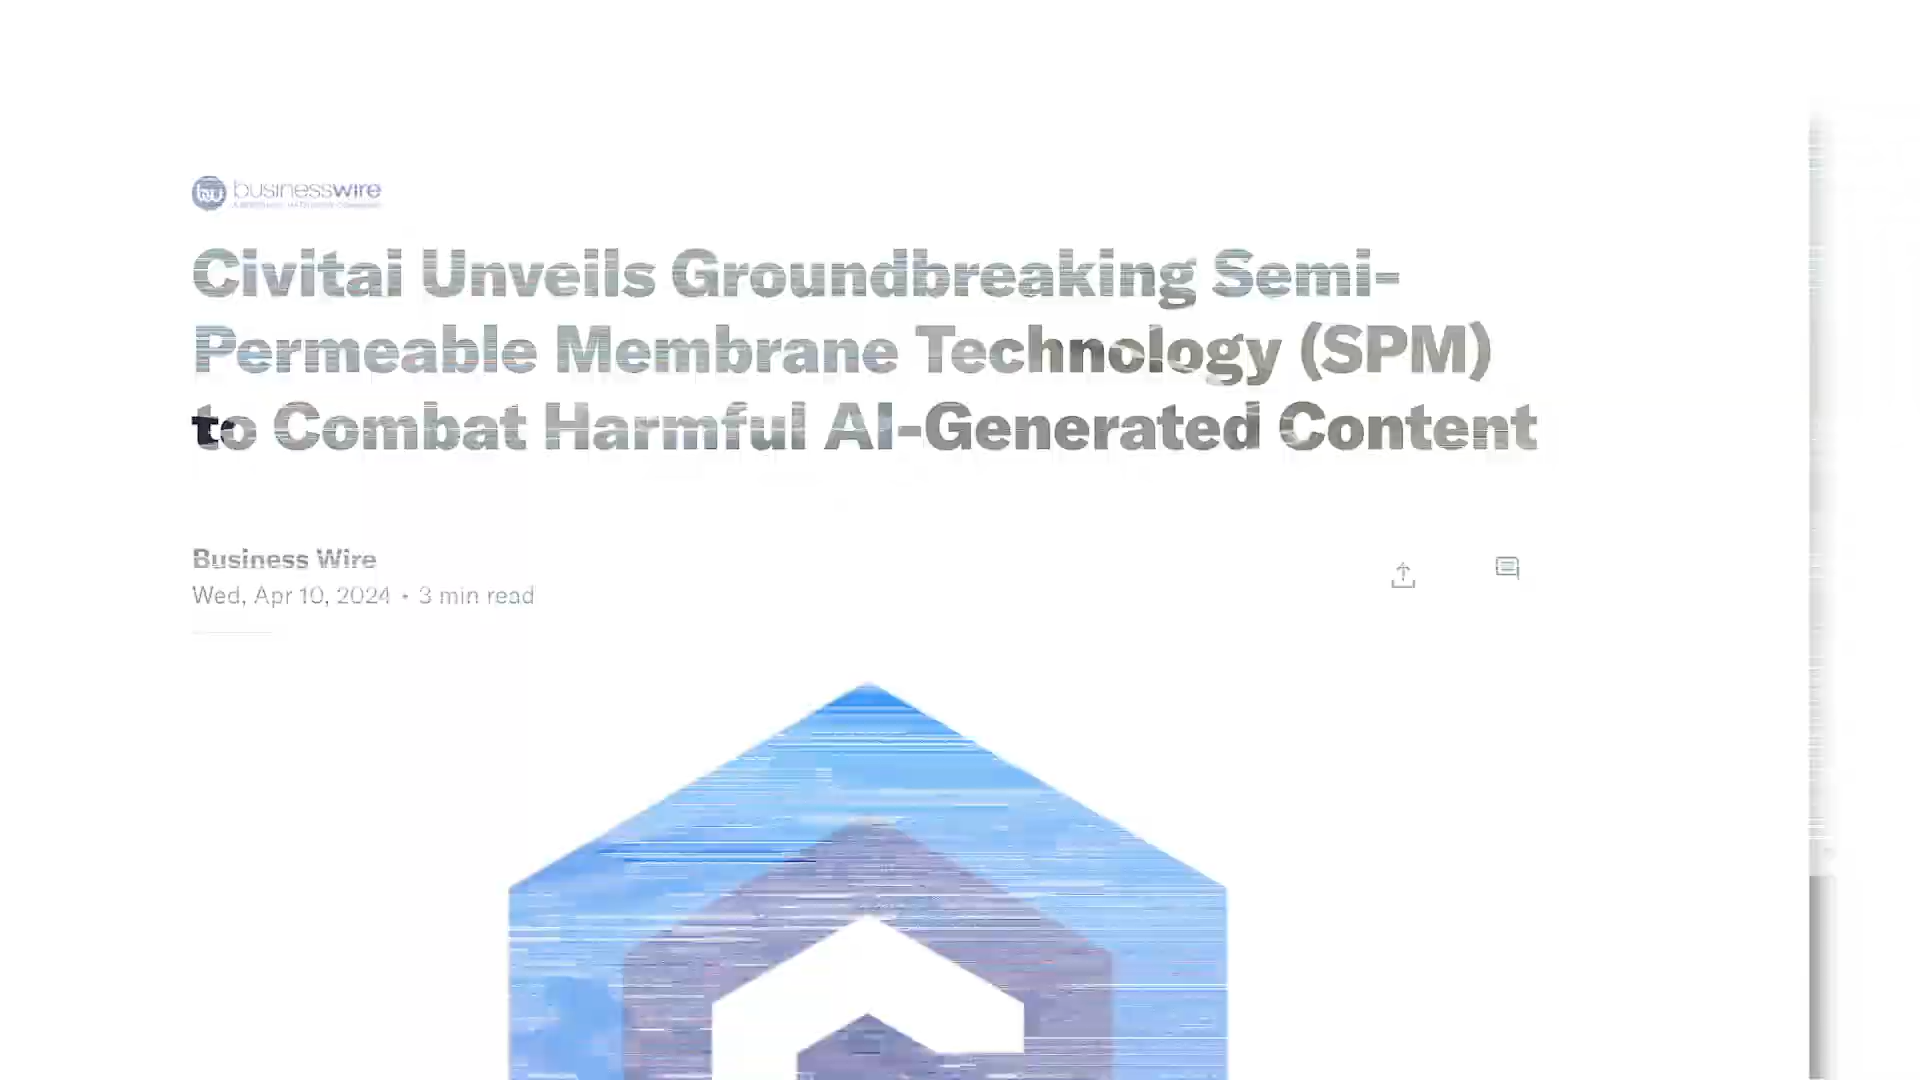 bw businesswire
Civitai Unveils Groundbreaking Semi-
Permeable Membrane Technology (SPM)
to Combat Harmful AI-Generated Content
Business Wire
Wed, Apr 10, 2024 • 3 min read